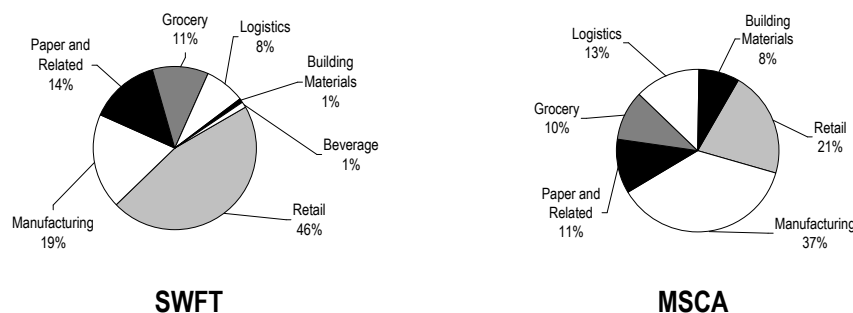 Grocery
11%
Logistics
8%
Paper and
Related
14%
Building
Materials
1%
Beverage
1%
Manufacturing
19%
Retail
46%
SWFT
Logistics
13%
Building
Materials
8%
Grocery
10%
Retail
21%
Paper and
Related
11%
Manufacturing
37%
MSCA